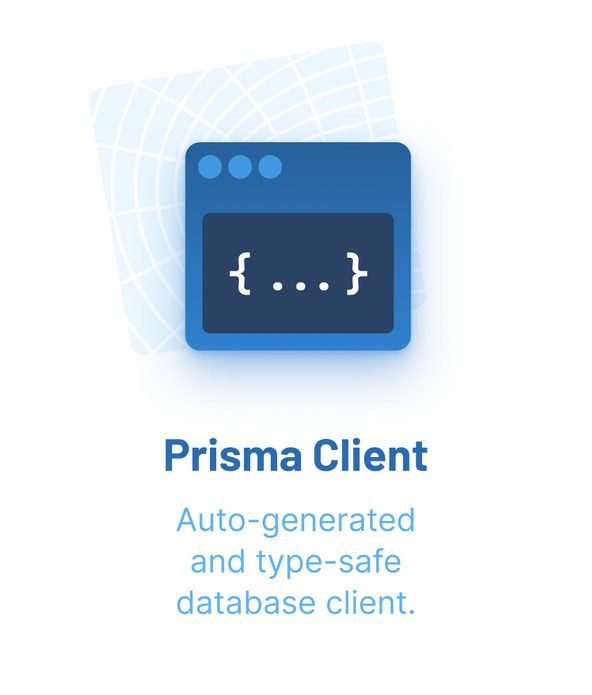 { ... }
Prisma Client
Auto-generated
and type-safe
database client.